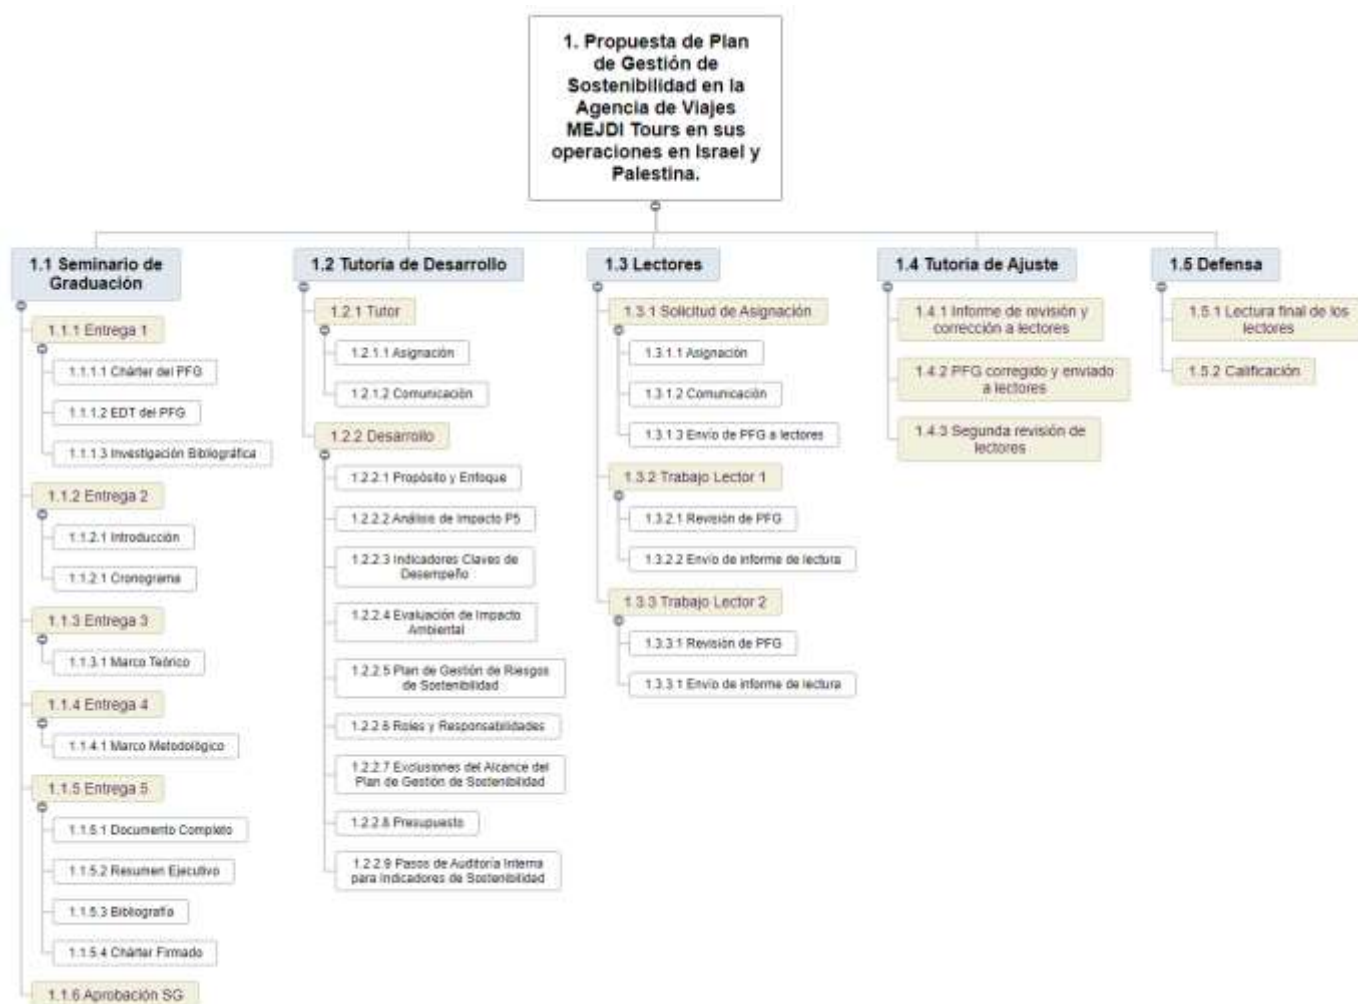 1. Propuesta de Plan
de Gestión de
Sostenibilidad en la
Agencia de Viajes
MEJDI Tours en sus
operaciones en Israel y
Palestina.
1.1 Seminario de
Graduación
1.1.1 Entrega 1
1.1.1.1 Chárter del PFG
1.1.1.2 EDT del PFG
1.1.1.3 Investigación Bibliográfica
1.1.2 Entrega 2
1.1.2.1 Introducción
1.1.2.1 Cronograma
1.1.3 Entrega 3
1.1.3.1 Marco Teórico
1.1.4 Entrega 4
1.1.4.1 Marco Metodológico
1.1.5 Entrega 5
1.1.5.1 Documento Completo
1.1.5.2 Resumen Ejecutivo
1.1.5.3 Bibliografía
1.1.5.4 Chárter Firmado
1.1.6 Aprobación SG
1.2 Tutoría de Desarrollo
1.2.1 Tutor
1.2.1.1 Asignación
1.2.1.2 Comunicación
1.2.2 Desarrollo
1.2.2.1 Propósito y Enfoque
1.2.2.2 Análisis de Impacto P5
1.2.2.3 Indicadores Claves de
Desempeño
1.2.2.4 Evaluación de Impacto
Ambiental
1.2.2.5 Plan de Gestión de Riesgos
de Sostenibilidad
1.2.2.6 Roles y Responsabilidades
1.2.2.7 Exclusiones del Alcance del
Plan de Gestión de Sostenibilidad
1.2.2.8 Presupuesto
1.2.2.9 Pasos de Auditoría Interna
para Indicadores de Sostenibilidad
1.3 Lectores
1.3.1 Solicitud de Asignación
1.3.1.1 Asignación
1.3.1.2 Comunicación
1.3.1.3 Envío de PFG a lectores
1.3.2 Trabajo Lector 1
1.3.2.1 Revisión de PFG
1.3.2.2 Envío de informe de lectura
1.3.3 Trabajo Lector 2
1.3.3.1 Revisión de PFG
1.3.3.1 Envío de informe de lectura
1.4 Tutoría de Ajuste
1.4.1 Informe de revisión y
corrección a lectores
1.4.2 PFG corregido y enviado
a lectores
1.4.3 Segunda revisión de
lectores
1.5 Defensa
1.5.1 Lectura final de los
lectores
1.5.2 Calificación